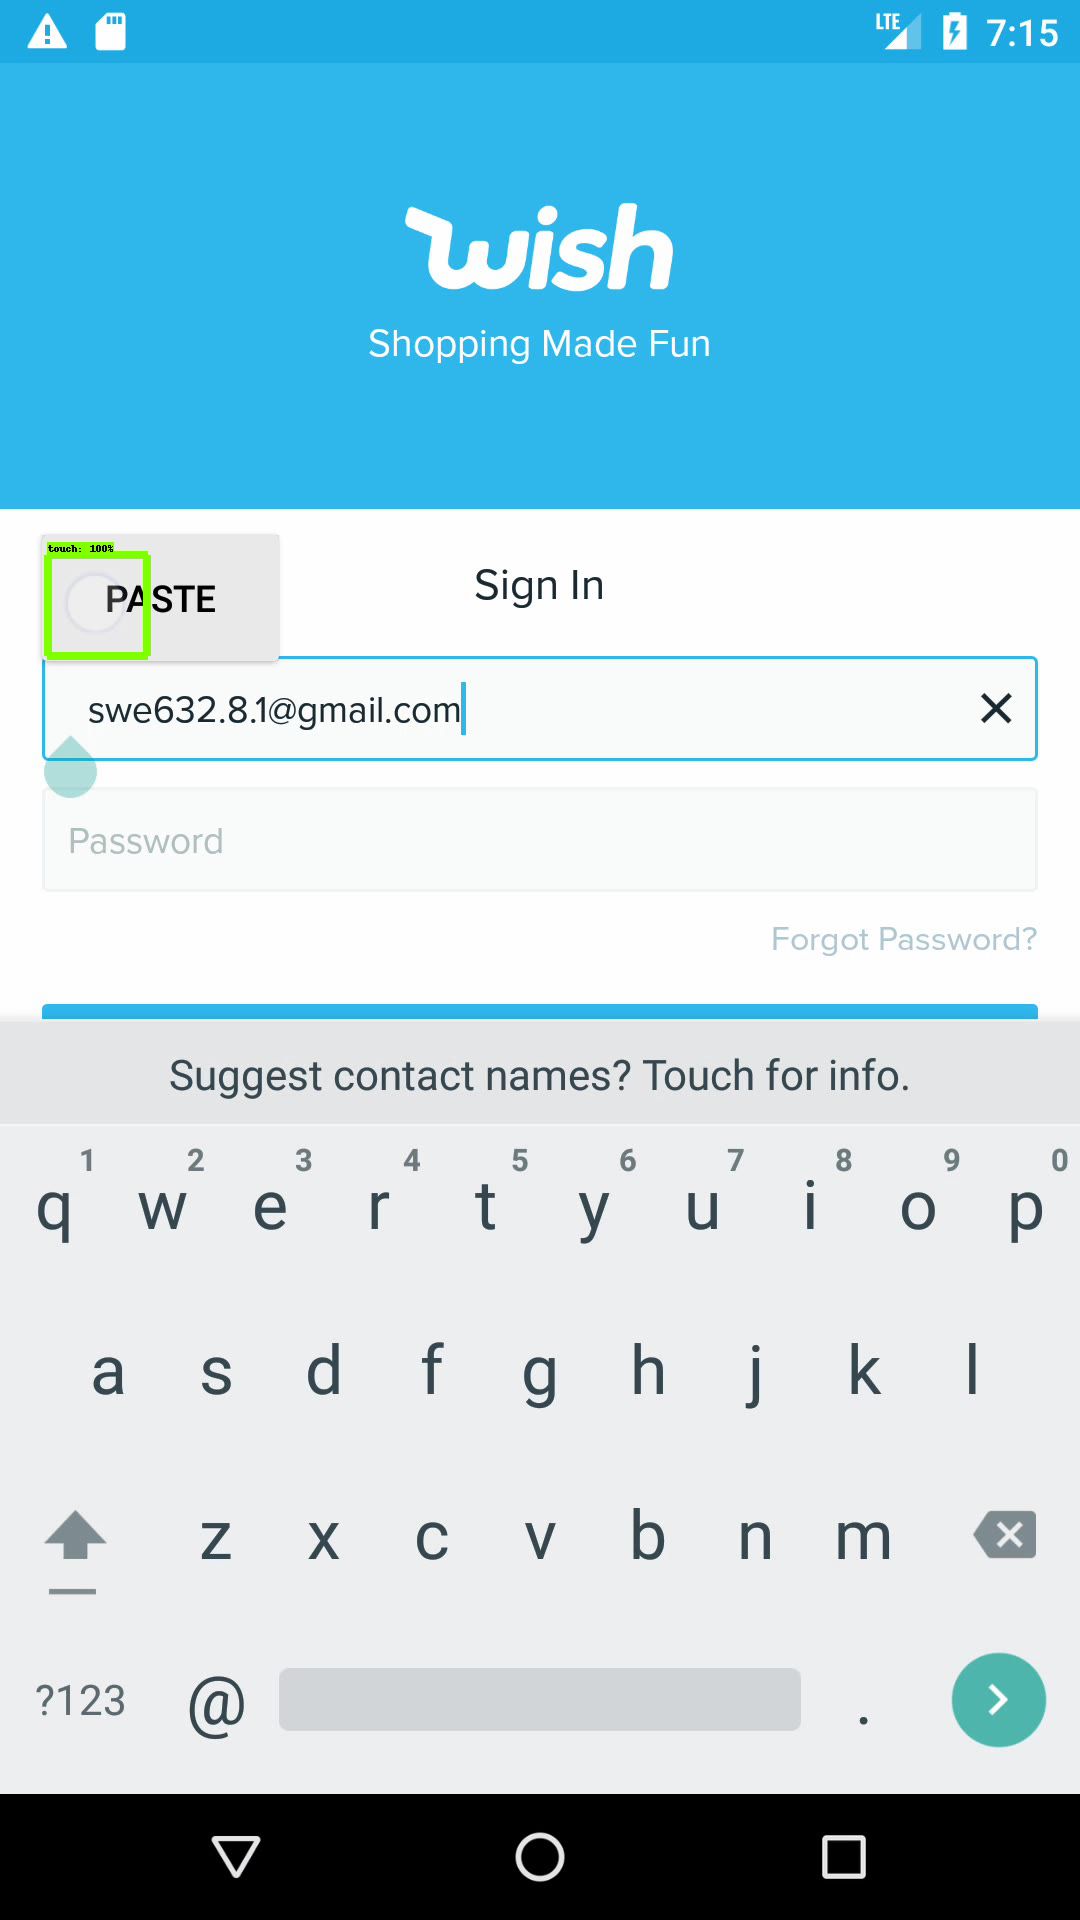 LTE 7:15
wish
Shopping Made Fun
touch: 100%
PASTE
Sign In
swe632.8.1@gmail.com
Password
Forgot Password?
Suggest contact names? Touch for info.
1 2 3 4 5 6 7 8 9 0
q w e r t y u i o p
a s d f g h j k l
z x c v b n m
?123 @ .